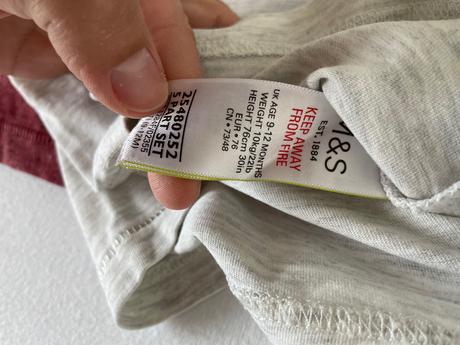 M&S
EST. 1884
KEEP AWAY
FROM FIRE
UK AGE 9-12 MONTHS
WEIGHT 10kg/22lb
HEIGHT 76cm 30in
EUR • 76
CN • 73/48
25480252
5 PART SET